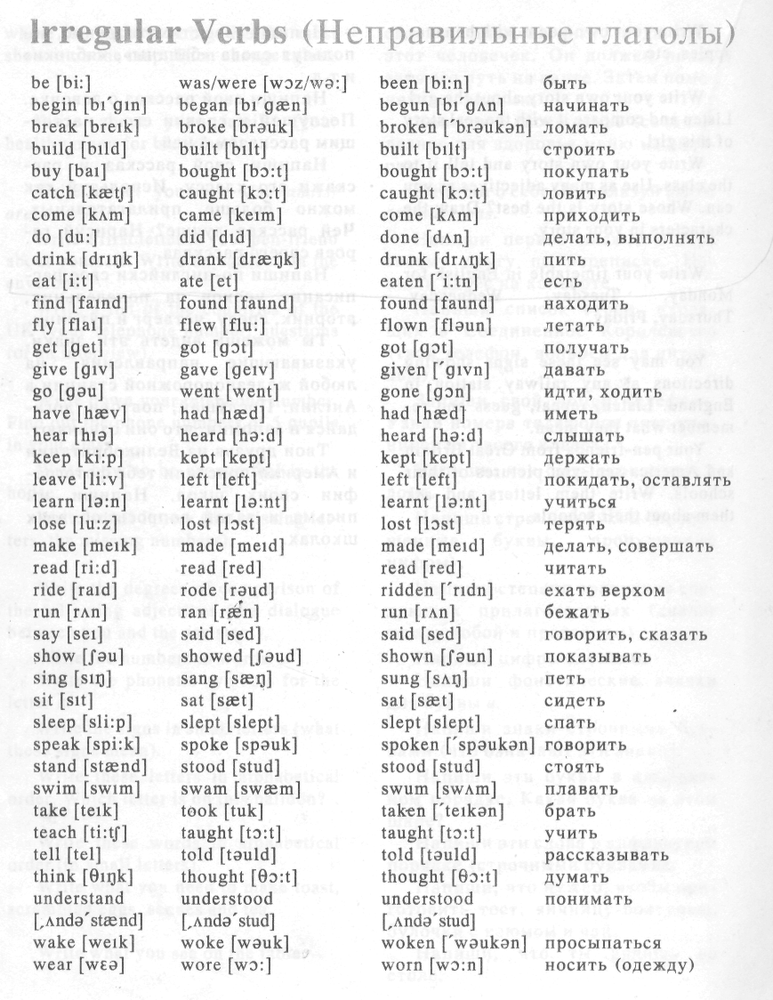 Irregular Verbs (Неправильные глаголы)
be [bi:] was/were [wɔz/wə:] been [bi:n] быть
begin [bɪ´gɪn] began [bɪ´gæn] begun [bɪ´gʌn] начинать
break [breɪk] broke [brəuk] broken [´brəukən] ломать
build [bɪld] built [bɪlt] built [bɪlt] строить
buy [baɪ] bought [bɔ:t] bought [bɔ:t] покупать
catch [kætʃ] caught [kɔ:t] caught [kɔ:t] ловить
come [kʌm] came [keɪm] come [kʌm] приходить
do [du:] did [dɪd] done [dʌn] делать, выполнять
drink [drɪŋk] drank [dræŋk] drunk [drʌŋk] пить
eat [i:t] ate [et] eaten [´i:tn] есть
find [faɪnd] found [faund] found [faund] находить
fly [flaɪ] flew [flu:] flown [fləun] летать
get [get] got [gɔt] got [gɔt] получать
give [gɪv] gave [geɪv] given [´gɪvn] давать
go [gəu] went [went] gone [gɔn] идти, ходить
have [hæv] had [hæd] had [hæd] иметь
hear [hɪə] heard [hə:d] heard [hə:d] слышать
keep [ki:p] kept [kept] kept [kept] держать
leave [li:v] left [left] left [left] покидать, оставлять
learn [lə:n] learnt [lə:nt] learnt [lə:nt] учиться
lose [lu:z] lost [lɔst] lost [lɔst] терять
make [meɪk] made [meɪd] made [meɪd] делать, совершать
read [ri:d] read [red] read [red] читать
ride [raɪd] rode [rəud] ridden [´rɪdn] ехать верхом
run [rʌn] ran [ræn] run [rʌn] бежать
say [seɪ] said [sed] said [sed] говорить, сказать
show [ʃəu] showed [ʃəud] shown [ʃəun] показывать
sing [sɪŋ] sang [sæŋ] sung [sʌŋ] петь
sit [sɪt] sat [sæt] sat [sæt] сидеть
sleep [sli:p] slept [slept] slept [slept] спать
speak [spi:k] spoke [spəuk] spoken [´spəukən] говорить
stand [stænd] stood [stud] stood [stud] стоять
swim [swɪm] swam [swæm] swum [swʌm] плавать
take [teɪk] took [tuk] taken [´teɪkən] брать
teach [ti:tʃ] taught [tɔ:t] taught [tɔ:t] учить
tell [tel] told [təuld] told [təuld] рассказывать
think [θɪŋk] thought [θɔ:t] thought [θɔ:t] думать
understand understood understood понимать
[ˌʌndə´stænd] [ˌʌndə´stud] [ˌʌndə´stud]
wake [weɪk] woke [wəuk] woken [´wəukən] просыпаться
wear [wɛə] wore [wɔ:] worn [wɔ:n] носить (одежду)